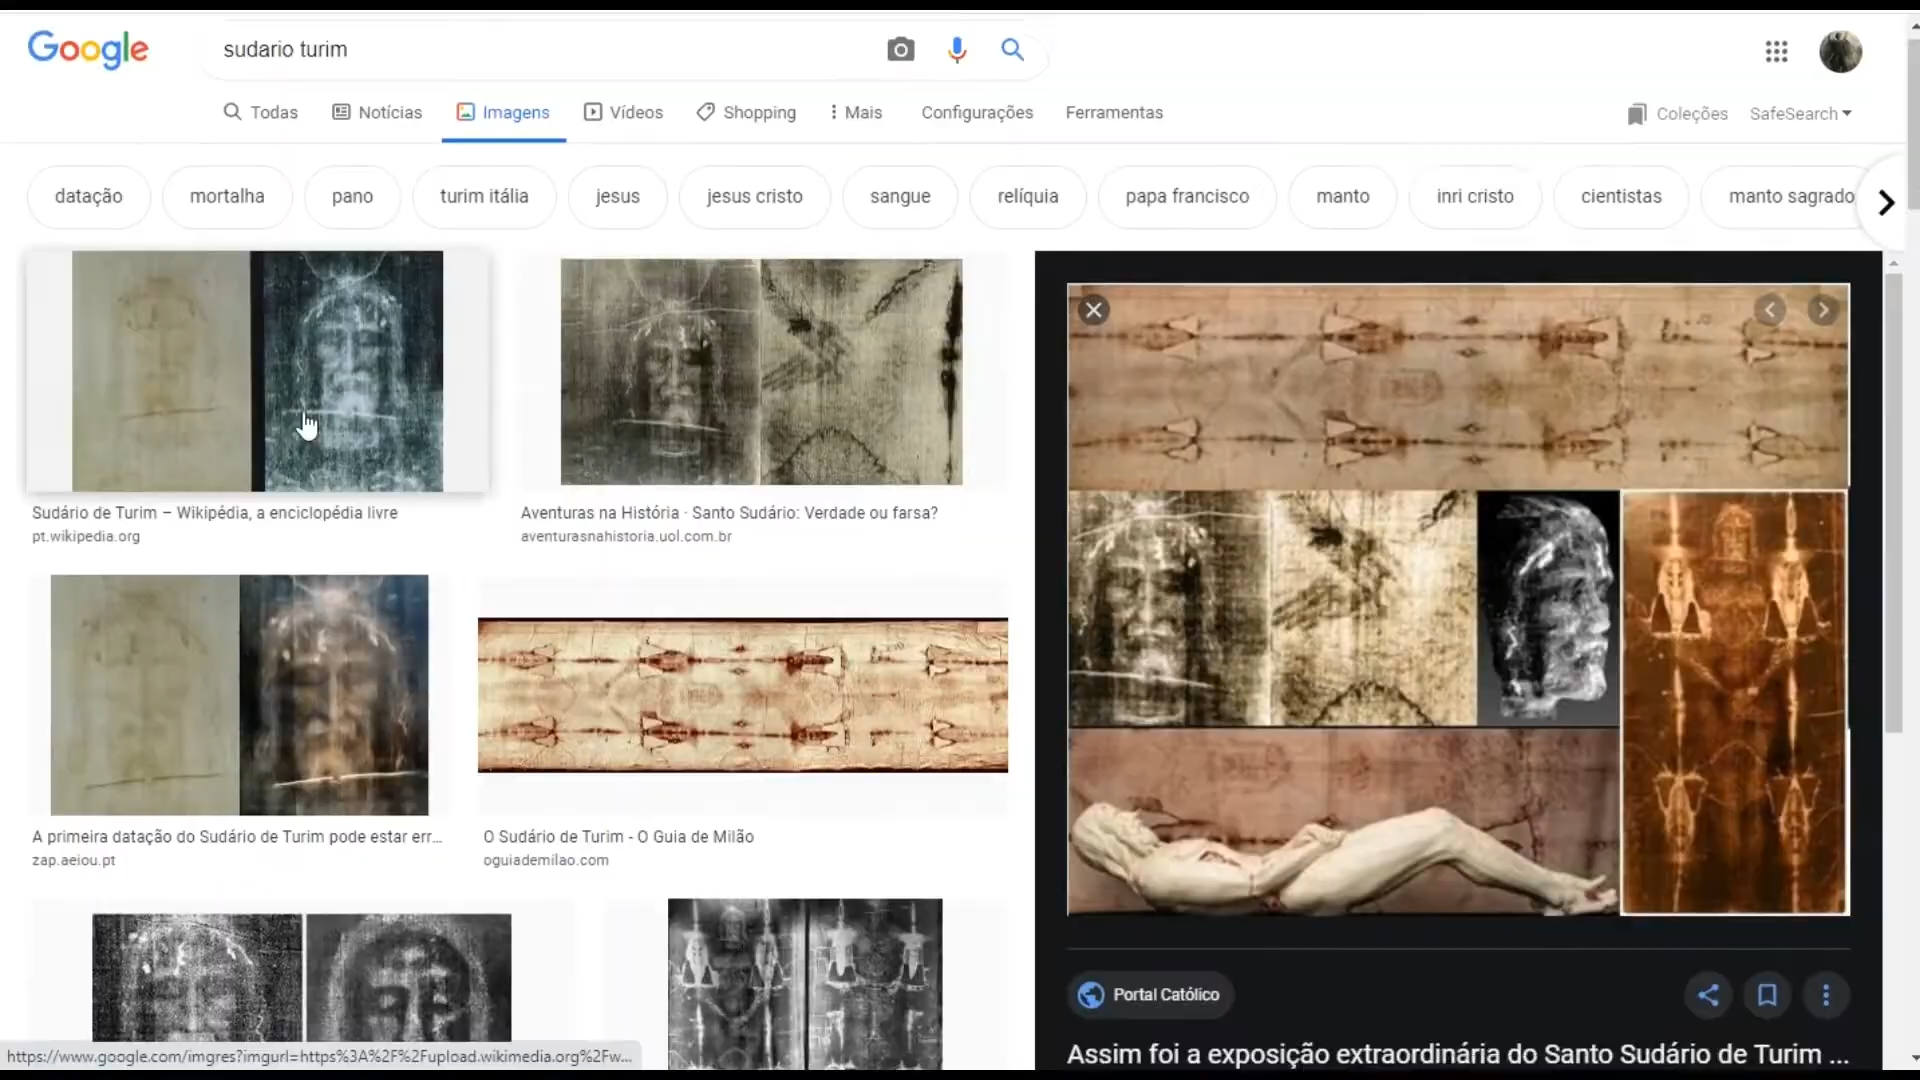 Google
sudario turim
Todas
Notícias
Imagens
Vídeos
Shopping
Mais
Configurações
Ferramentas
Coleções
SafeSearch
datação
mortalha
pano
turim itália
jesus
jesus cristo
sangue
relíquia
papa francisco
manto
inri cristo
cientistas
manto sagrado
Sudário de Turim – Wikipédia, a enciclopédia livre
pt.wikipedia.org
Aventuras na História · Santo Sudário: Verdade ou farsa?
aventurasnahistoria.uol.com.br
A primeira datação do Sudário de Turim pode estar err...
zap.aeiou.pt
O Sudário de Turim - O Guia de Milão
oguiademilao.com
Portal Católico
Assim foi a exposição extraordinária do Santo Sudário de Turim ...
https://www.google.com/imgres?imgurl=https%3A%2F%2Fupload.wikimedia.org%2Fw...